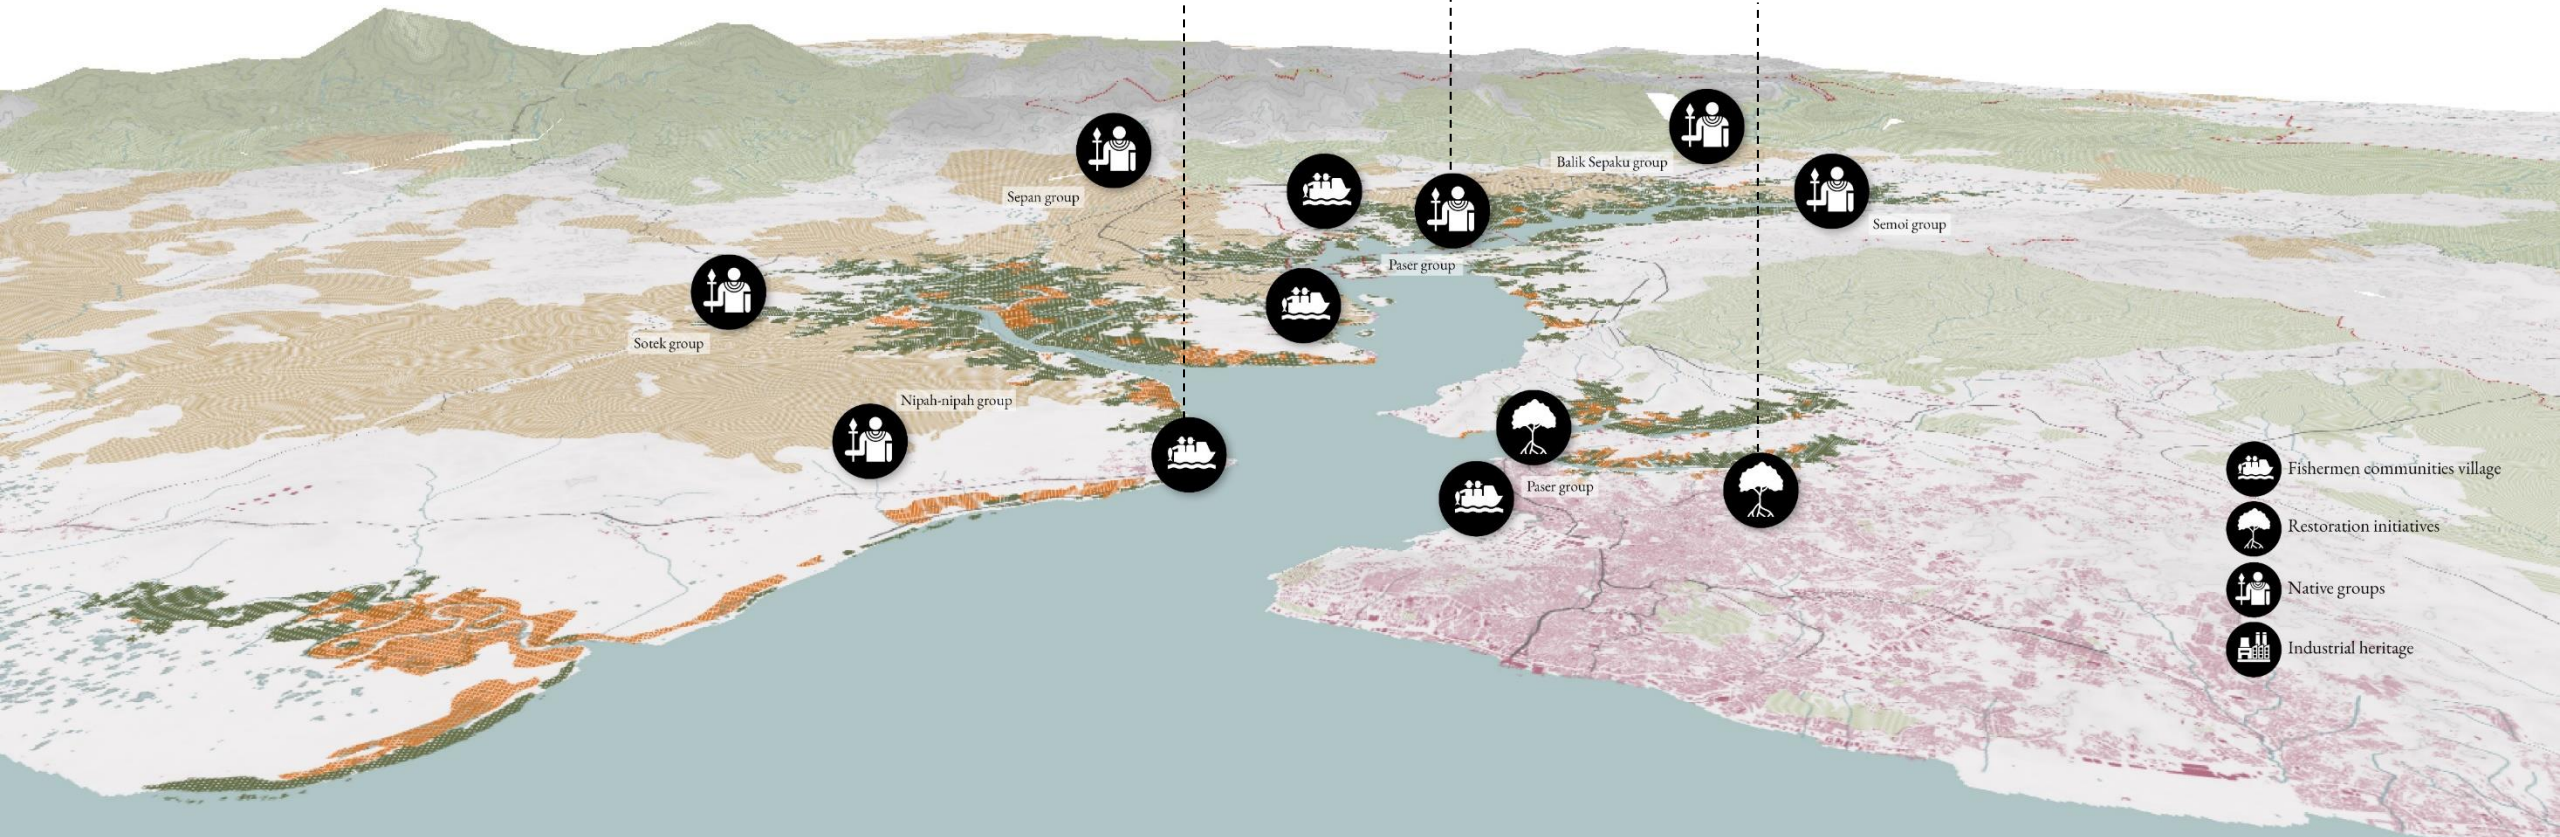 Balik Sepaku group
Sepan group
Semoi group
Paser group
Sotek group
Nipah-nipah group
Paser group
Fishermen communities village
Restoration initiatives
Native groups
Industrial heritage